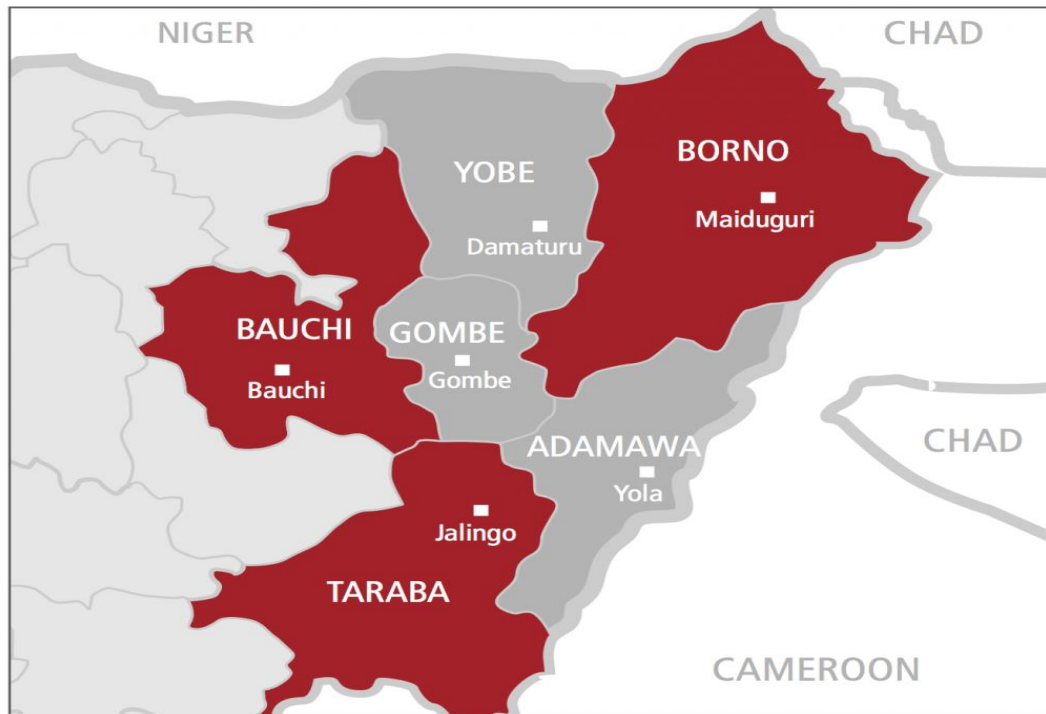 NIGER
CHAD
BORNO
YOBE
Maiduguri
Damaturu
BAUCHI
GOMBE
Gombe
Bauchi
CHAD
ADAMAWA
Yola
Jalingo
TARABA
CAMEROON